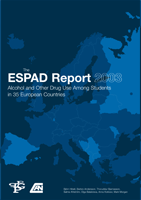 The
ESPAD Report 2003
Alcohol and Other Drug Use Among Students
in 35 European Countries